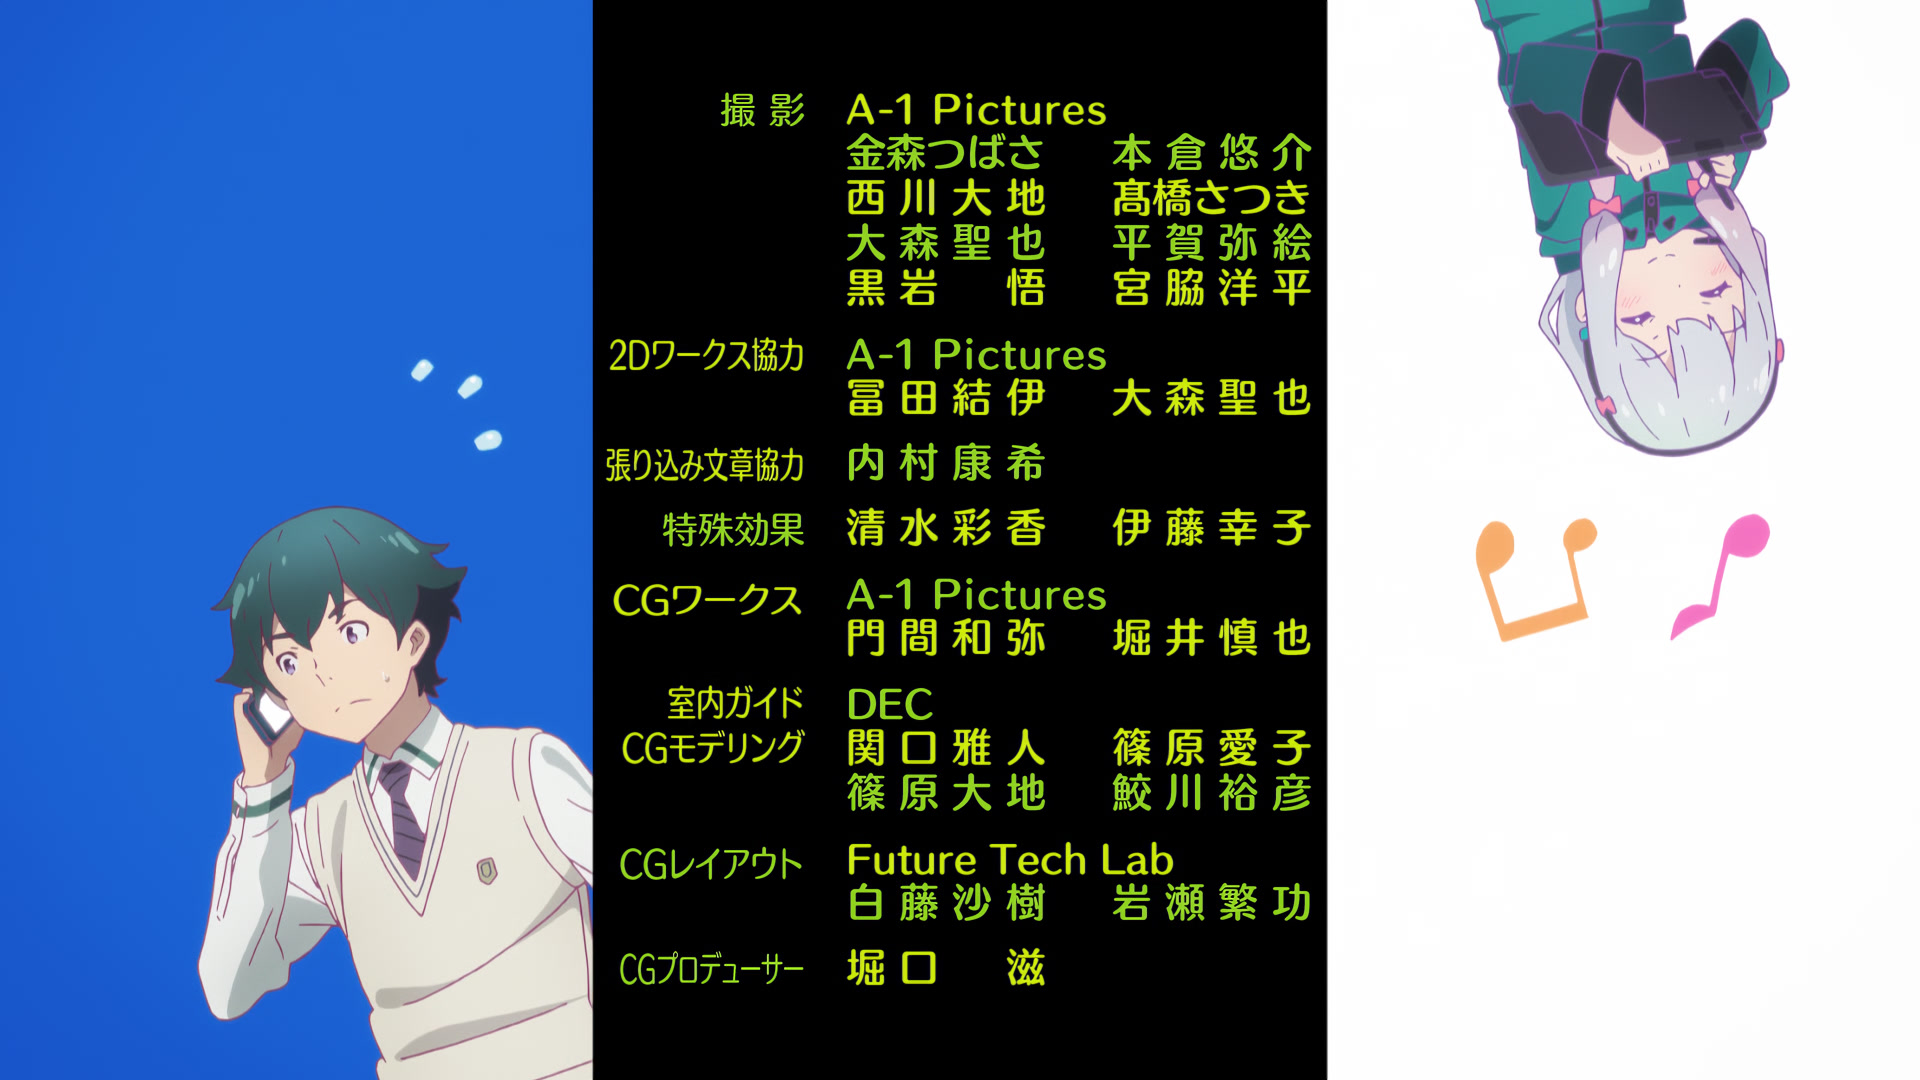 撮影 A-1 Pictures
金森つばさ 本倉悠介
西川大地 髙橋さつき
大森聖也 平賀弥絵
黒岩 悟 宮脇洋平
2Dワークス協力 A-1 Pictures
冨田結伊 大森聖也
張り込み文章協力 内村康希
特殊効果 清水彩香 伊藤幸子
CGワークス A-1 Pictures
門間和弥 堀井慎也
室内ガイド DEC
CGモデリング 関口雅人 篠原愛子
篠原大地 鮫川裕彦
CGレイアウト Future Tech Lab
白藤沙樹 岩瀬繁功
CGプロデューサー 堀口 滋